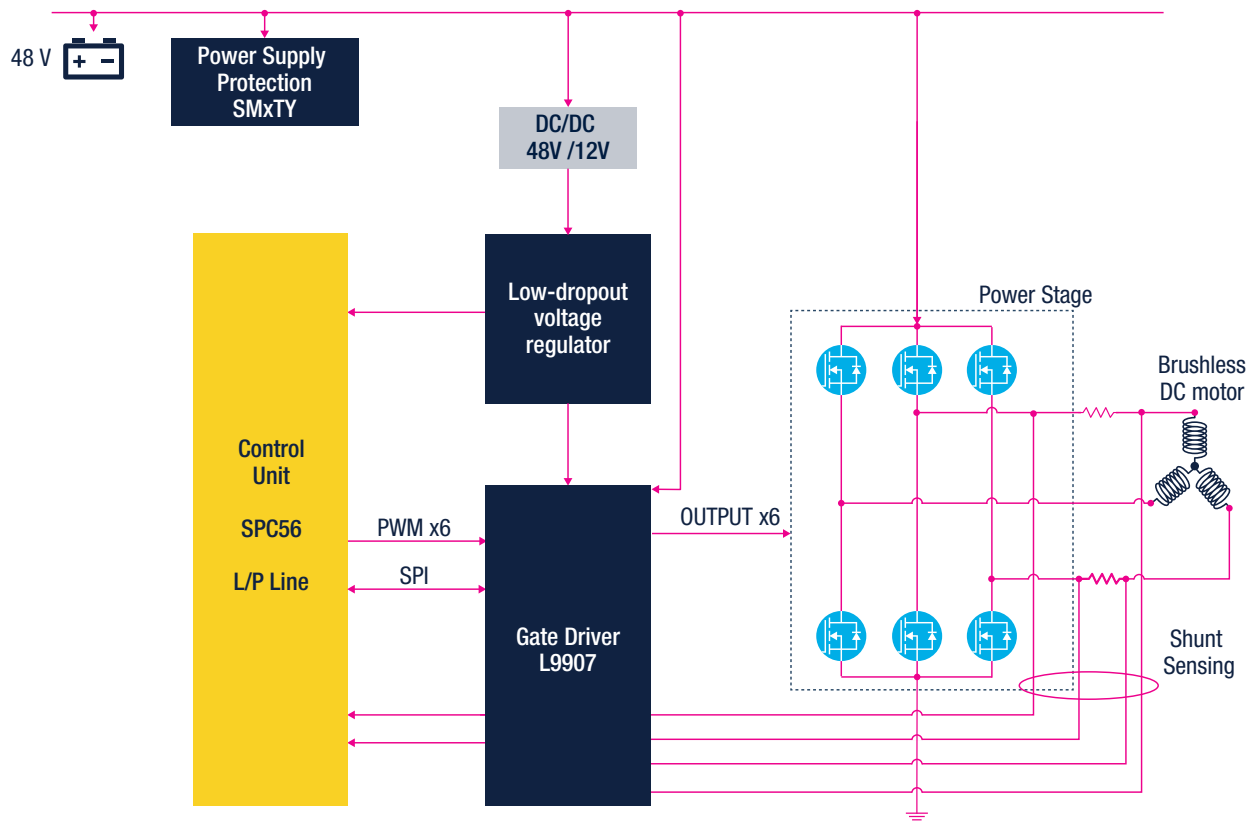 48 V
+ −
Power Supply
Protection
SMxTY
DC/DC
48V /12V
Low-dropout
voltage
regulator
Power Stage
Brushless
DC motor
Control
Unit
SPC56
L/P Line
PWM x6
SPI
OUTPUT x6
Gate Driver
L9907
Shunt
Sensing